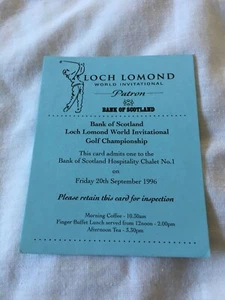 LOCH LOMOND
WORLD INVITATIONAL
Patron
BANK OF SCOTLAND
Bank of Scotland
Loch Lomond World Invitational
Golf Championship
This card admits one to the
Bank of Scotland Hospitality Chalet No.1
on
Friday 20th September 1996
Please retain this card for inspection
Morning Coffee - 10.30am
Finger Buffet Lunch served from 12noon - 2.00pm
Afternoon Tea - 3.30pm